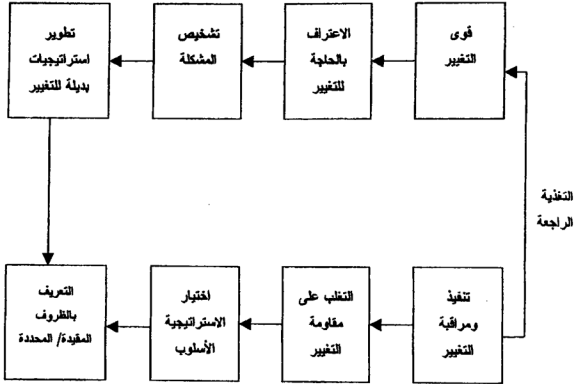 قوى
التغيير
الاعتراف
بالحاجة
للتغيير
تشخيص
المشكلة
تطوير
استراتيجيات
بديلة للتغيير
التغذية
الراجعة
تنفيذ
ومراقبة
التغيير
التغلب على
مقاومة
التغيير
اختيار
الاستراتيجية
الأسلوب
التعريف
بالظروف
المقيدة/ المحددة